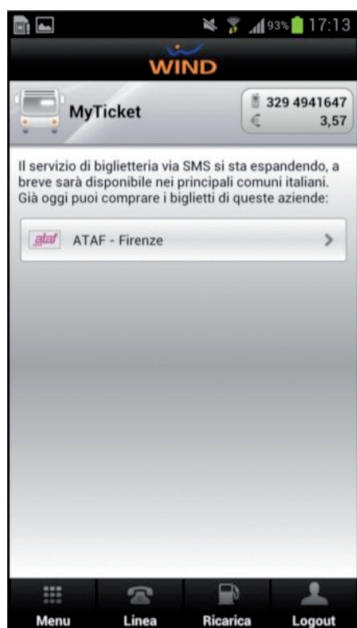 93% 17:13
WIND
MyTicket
329 4941647
€ 3,57
Il servizio di biglietteria via SMS si sta espandendo, a
breve sarà disponibile nei principali comuni italiani.
Già oggi puoi comprare i biglietti di queste aziende:
ataf ATAF - Firenze
Menu Linea Ricarica Logout